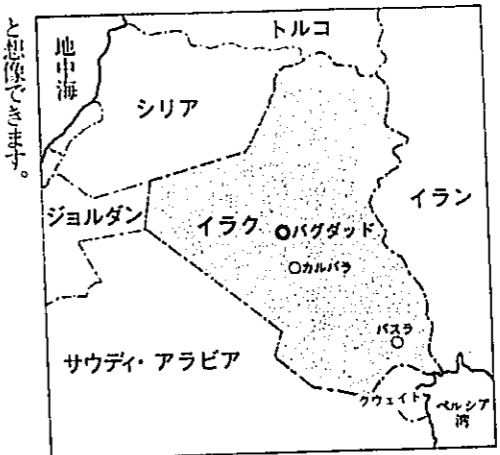 と想像できます。
トルコ
地中海
シリア
イラン
ジョルダン
イラク
バグダッド
カルバラ
バスラ
サウディ・アラビア
クウェイト
ペルシア
湾